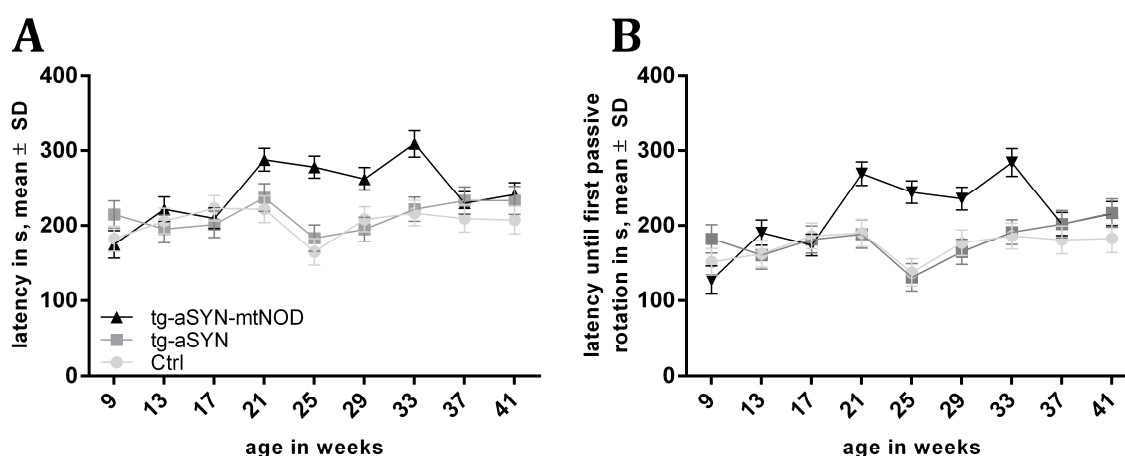 A
latency in s, mean ± SD
400
300
200
100
0
tg-aSYN-mtNOD
tg-aSYN
Ctrl
9 13 17 21 25 29 33 37 41
age in weeks
B
latency until first passive
rotation in s, mean ± SD
400
300
200
100
0
9 13 17 21 25 29 33 37 41
age in weeks